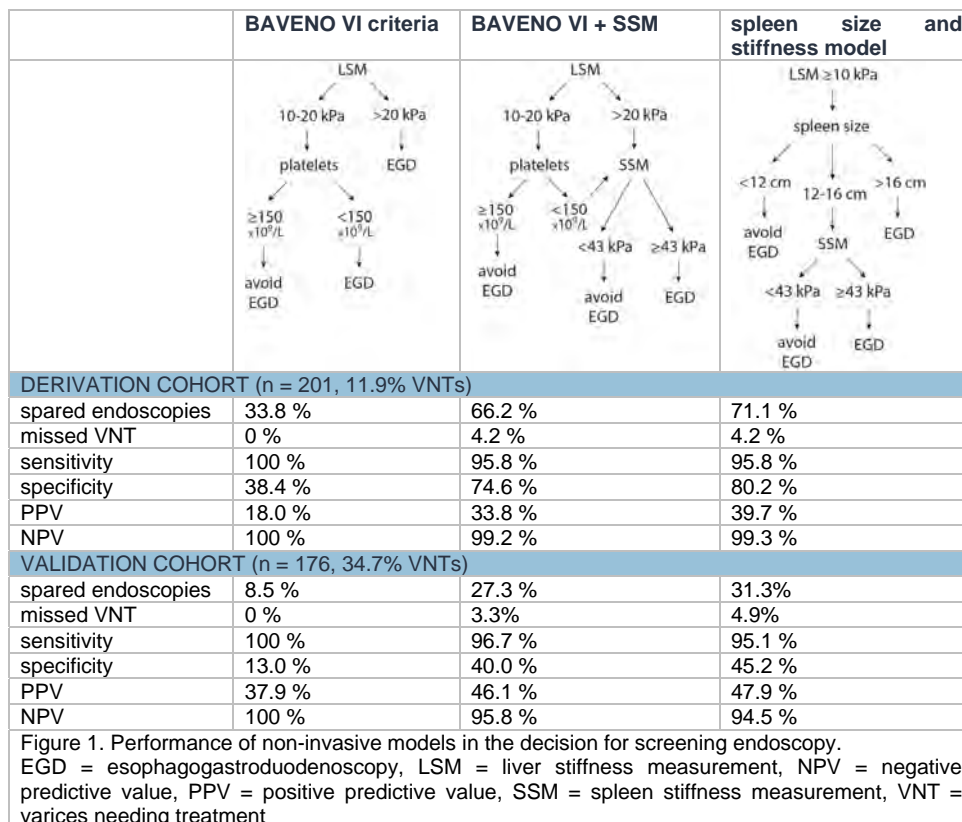 BAVENO VI criteria BAVENO VI + SSM spleen size and
stiffness model
LSM
10-20 kPa >20 kPa
platelets EGD
≥150 <150
x10⁹/L x10⁹/L
avoid EGD
EGD
LSM
10-20 kPa >20 kPa
platelets SSM
≥150 <150
x10⁹/L x10⁹/L
<43 kPa ≥43 kPa
avoid
EGD
avoid EGD
EGD
LSM ≥10 kPa
spleen size
<12 cm 12-16 cm >16 cm
avoid SSM EGD
EGD
<43 kPa ≥43 kPa
avoid EGD
EGD
DERIVATION COHORT (n = 201, 11.9% VNTs)
spared endoscopies 33.8 % 66.2 % 71.1 %
missed VNT 0 % 4.2 % 4.2 %
sensitivity 100 % 95.8 % 95.8 %
specificity 38.4 % 74.6 % 80.2 %
PPV 18.0 % 33.8 % 39.7 %
NPV 100 % 99.2 % 99.3 %
VALIDATION COHORT (n = 176, 34.7% VNTs)
spared endoscopies 8.5 % 27.3 % 31.3%
missed VNT 0 % 3.3% 4.9%
sensitivity 100 % 96.7 % 95.1 %
specificity 13.0 % 40.0 % 45.2 %
PPV 37.9 % 46.1 % 47.9 %
NPV 100 % 95.8 % 94.5 %
Figure 1. Performance of non-invasive models in the decision for screening endoscopy.
EGD = esophagogastroduodenoscopy, LSM = liver stiffness measurement, NPV = negative
predictive value, PPV = positive predictive value, SSM = spleen stiffness measurement, VNT =
varices needing treatment